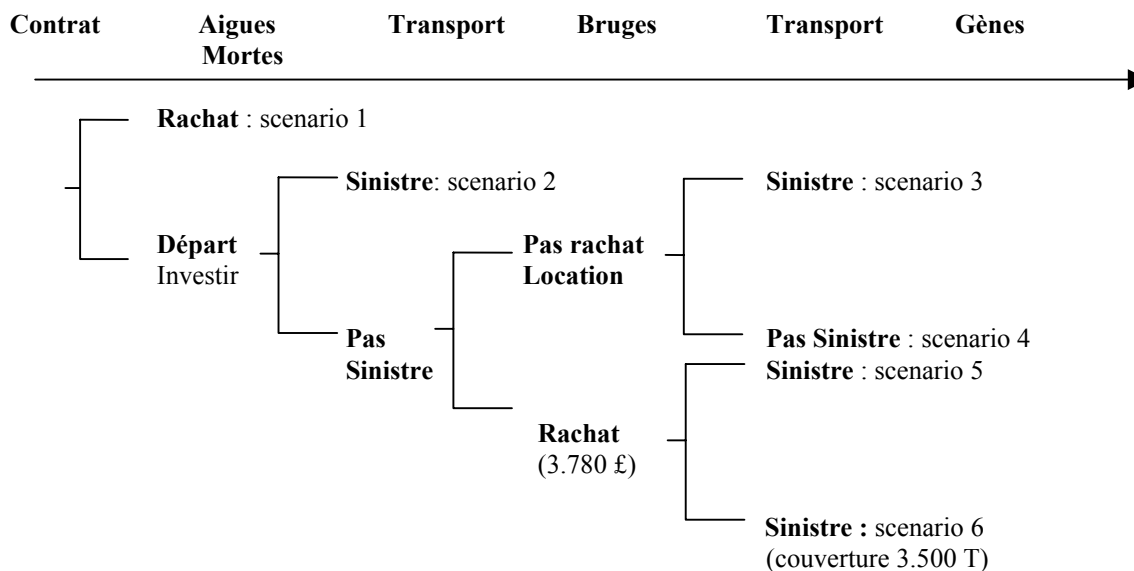 Contrat Aigues Transport Bruges Transport Gènes
Mortes
Rachat : scenario 1
Sinistre: scenario 2 Sinistre : scenario 3
Départ Pas rachat
Investir Location
Pas Pas Sinistre : scenario 4
Sinistre Sinistre : scenario 5
Rachat
(3.780 £)
Sinistre : scenario 6
(couverture 3.500 T)